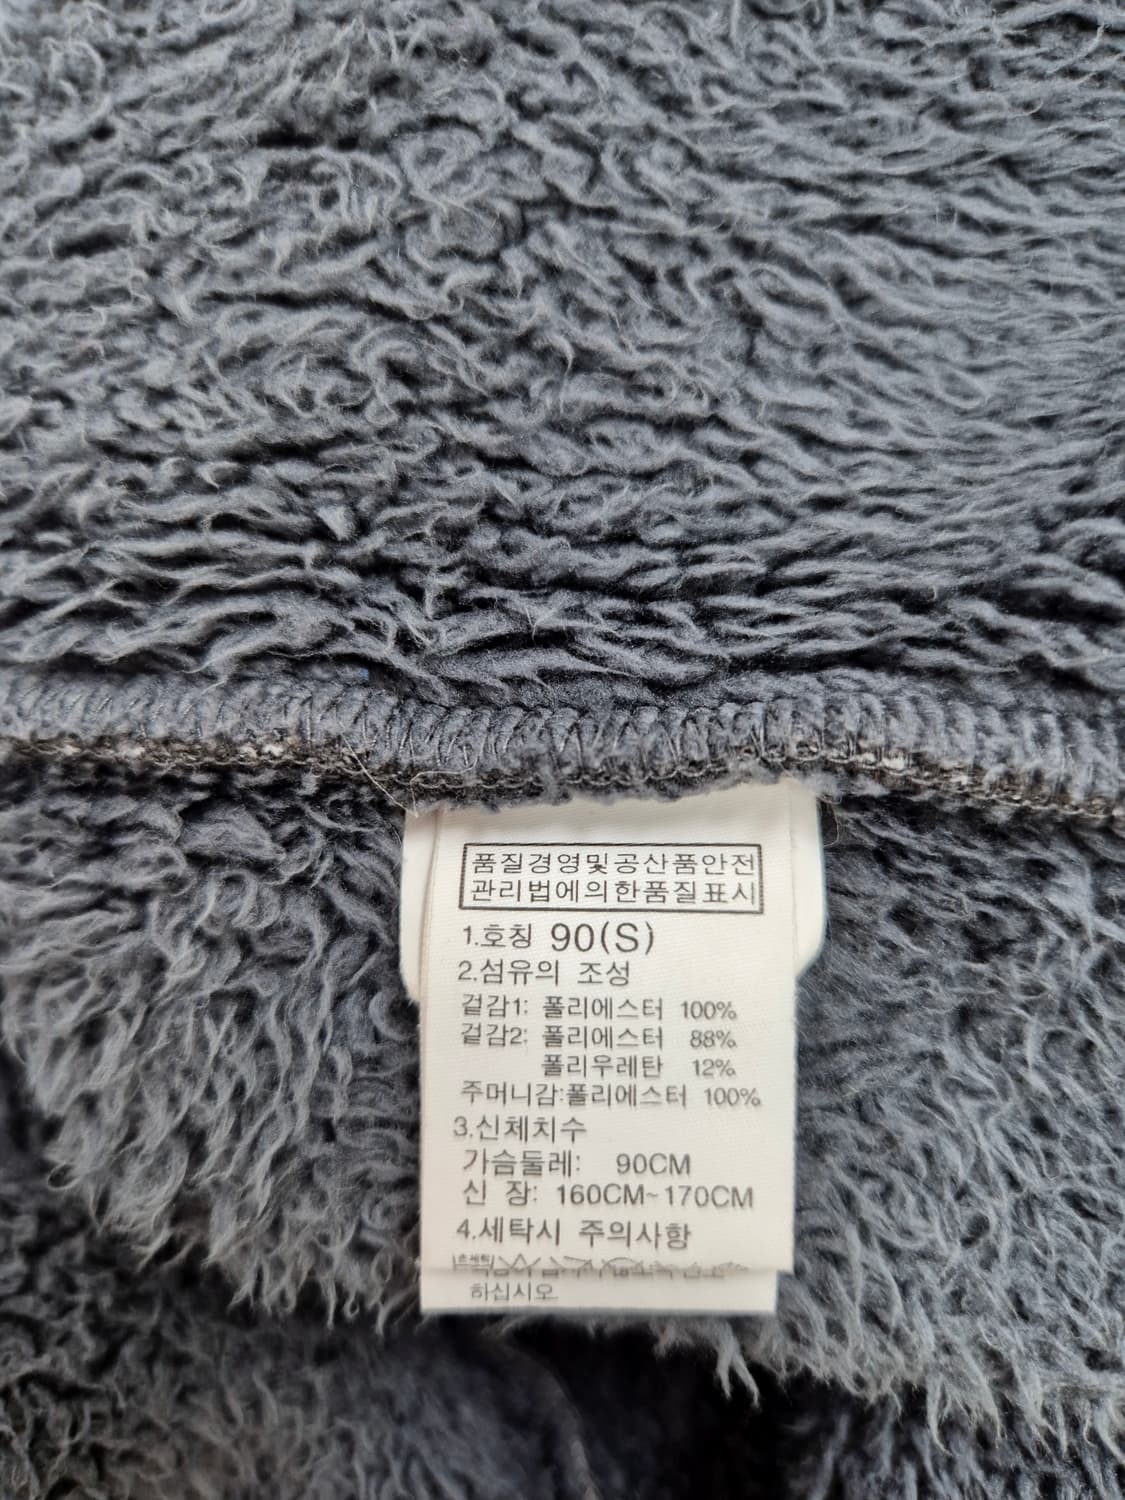 품질경영및공산품안전
관리법에의한품질표시
1.호칭 90(S)
2.섬유의 조성
겉감1: 폴리에스터 100%
겉감2: 폴리에스터 88%
폴리우레탄 12%
주머니감:폴리에스터 100%
3.신체치수
가슴둘레: 90CM
신 장: 160CM~170CM
4.세탁시 주의사항
하십시오